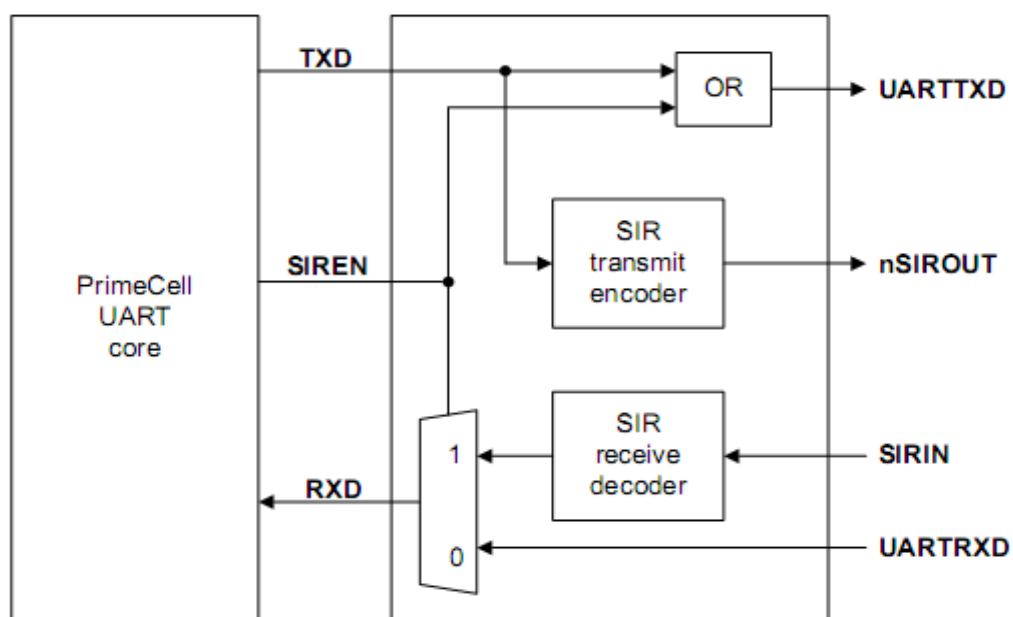 TXD
OR
UARTTXD
SIR
transmit
encoder
nSIROUT
SIREN
PrimeCell
UART
core
SIR
receive
decoder
1
SIRIN
RXD
0
UARTRXD